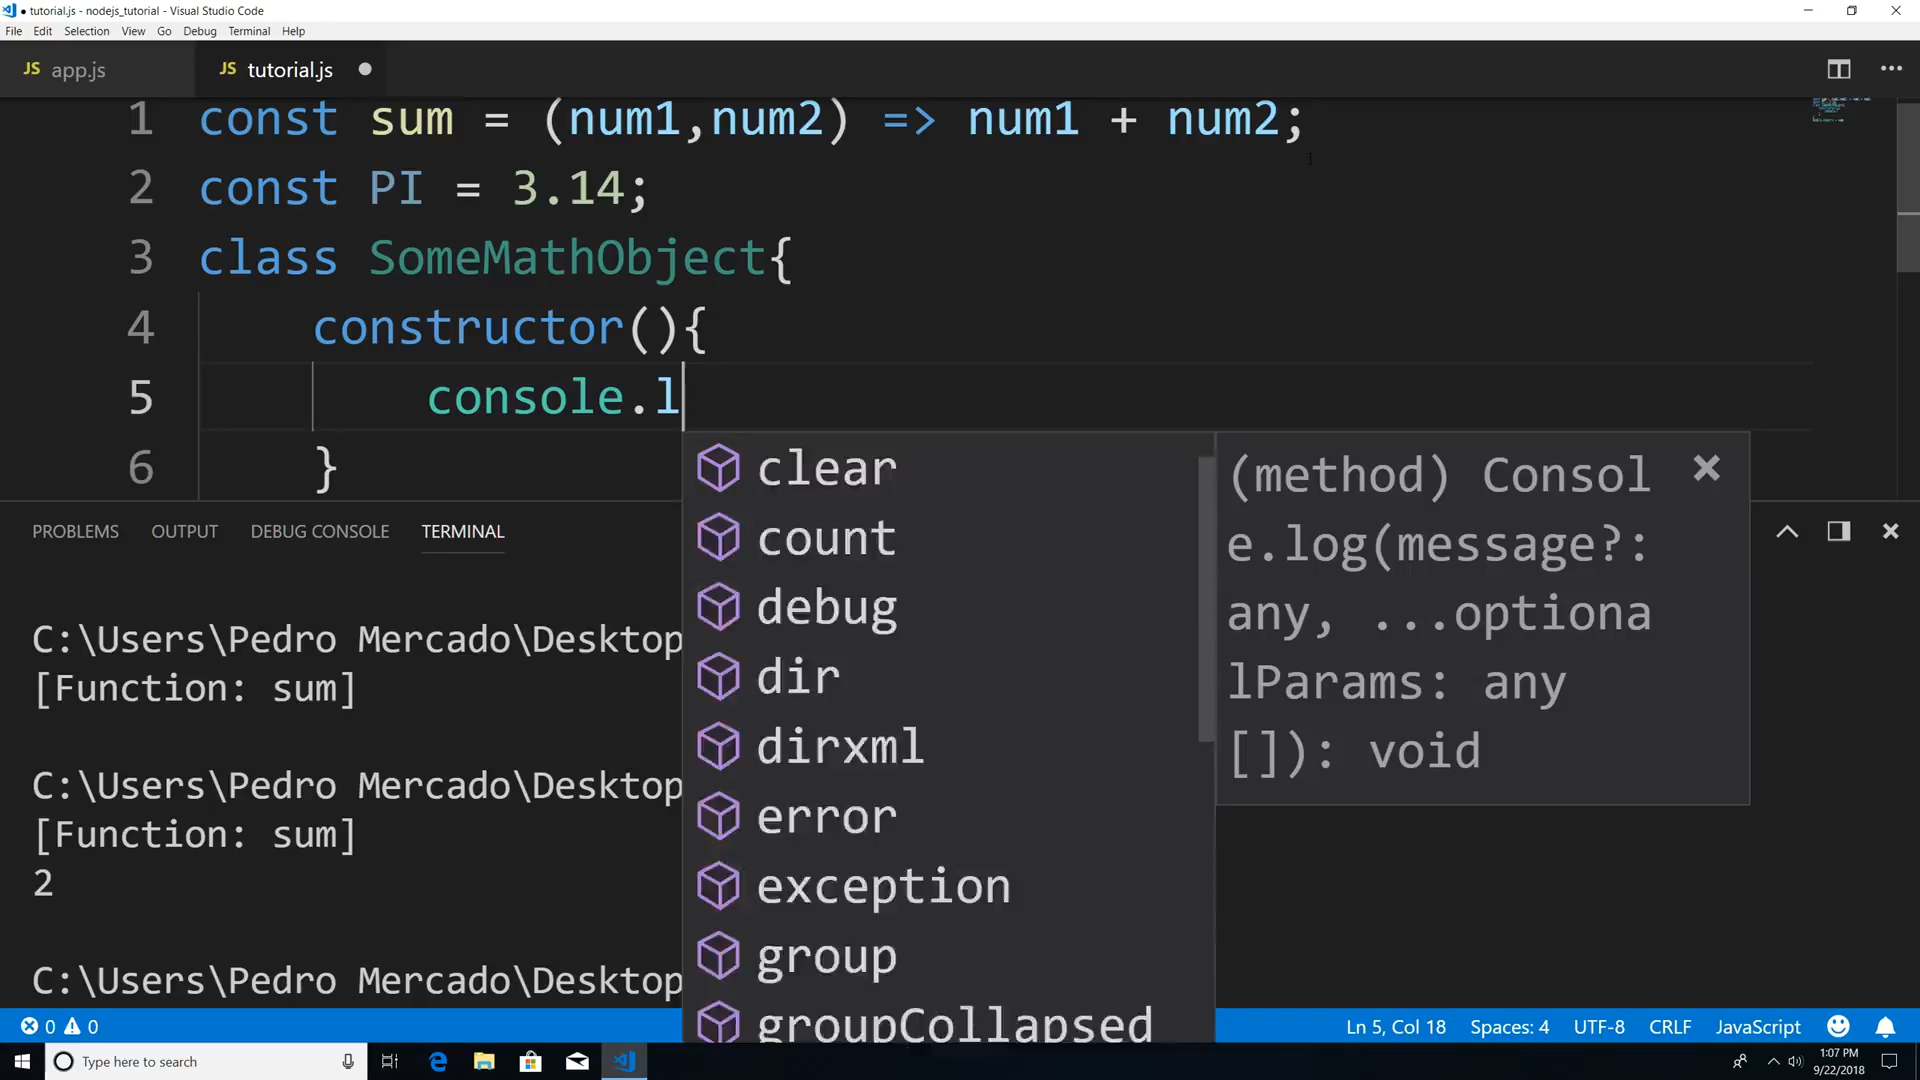 tutorial.js - nodejs_tutorial - Visual Studio Code
File Edit Selection View Go Debug Terminal Help
JS app.js JS tutorial.js
1 const sum = (num1,num2) => num1 + num2;
2 const PI = 3.14;
3 class SomeMathObject{
4 constructor(){
5 console.l
6 }
clear
count
debug
dir
dirxml
error
exception
group
groupCollapsed
(method) Consol
e.log(message?:
any, ...optiona
lParams: any
[]): void
PROBLEMS OUTPUT DEBUG CONSOLE TERMINAL
C:\Users\Pedro Mercado\Desktop
[Function: sum]
C:\Users\Pedro Mercado\Desktop
[Function: sum]
2
C:\Users\Pedro Mercado\Desktop
0 0 Ln 5, Col 18 Spaces: 4 UTF-8 CRLF JavaScript
Type here to search
1:07 PM
9/22/2018